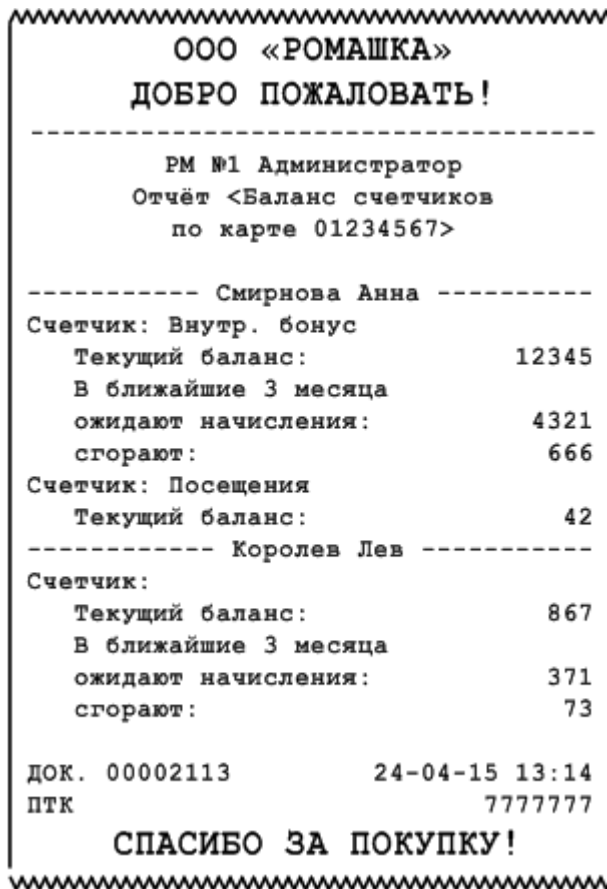 ООО «РОМАШКА»
ДОБРО ПОЖАЛОВАТЬ!
------------------------------------
РМ №1 Администратор
Отчёт <Баланс счетчиков
по карте 01234567>
----------- Смирнова Анна ----------
Счетчик: Внутр. бонус
Текущий баланс: 12345
В ближайшие 3 месяца
ожидают начисления: 4321
сгорают: 666
Счетчик: Посещения
Текущий баланс: 42
------------ Королев Лев -----------
Счетчик:
Текущий баланс: 867
В ближайшие 3 месяца
ожидают начисления: 371
сгорают: 73
ДОК. 00002113 24-04-15 13:14
ПТК 7777777
СПАСИБО ЗА ПОКУПКУ!